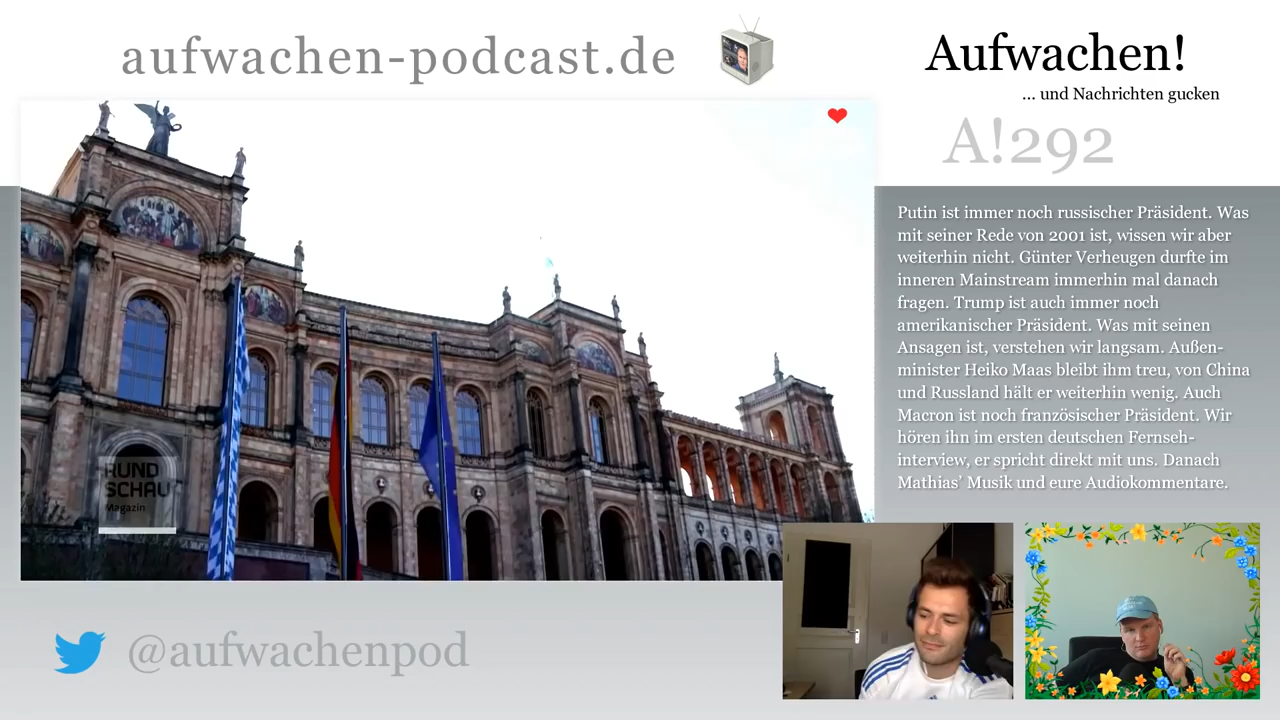 aufwachen-podcast.de
Aufwachen!
... und Nachrichten gucken
A!292
RUND
SCHAU
Magazin
Putin ist immer noch russischer Präsident. Was
mit seiner Rede von 2001 ist, wissen wir aber
weiterhin nicht. Günter Verheugen durfte im
inneren Mainstream immerhin mal danach
fragen. Trump ist auch immer noch
amerikanischer Präsident. Was mit seinen
Ansagen ist, verstehen wir langsam. Außen-
minister Heiko Maas bleibt ihm treu, von China
und Russland hält er weiterhin wenig. Auch
Macron ist noch französischer Präsident. Wir
hören ihn im ersten deutschen Fernseh-
interview, er spricht direkt mit uns. Danach
Mathias' Musik und eure Audiokommentare.
@aufwachenpod